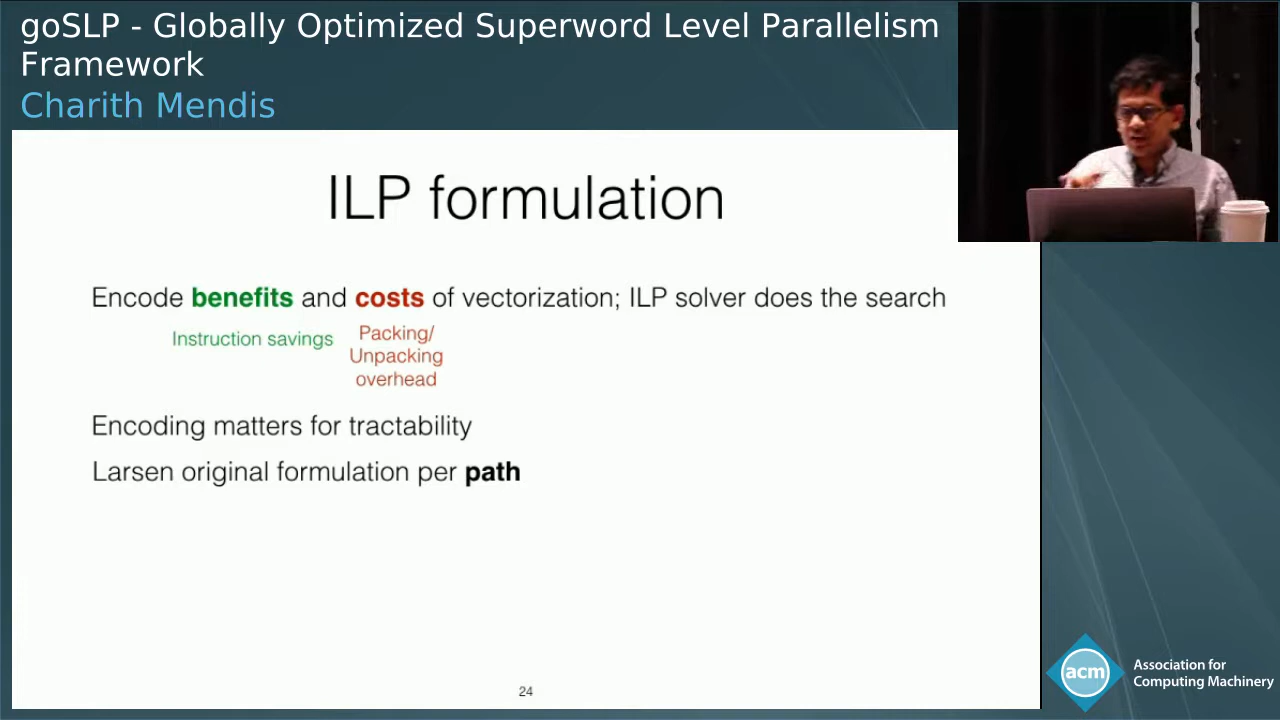 goSLP - Globally Optimized Superword Level Parallelism
Framework
Charith Mendis
ILP formulation
Encode benefits and costs of vectorization; ILP solver does the search
Instruction savings
Packing/
Unpacking
overhead
Encoding matters for tractability
Larsen original formulation per path
24
acm
Association for
Computing Machinery